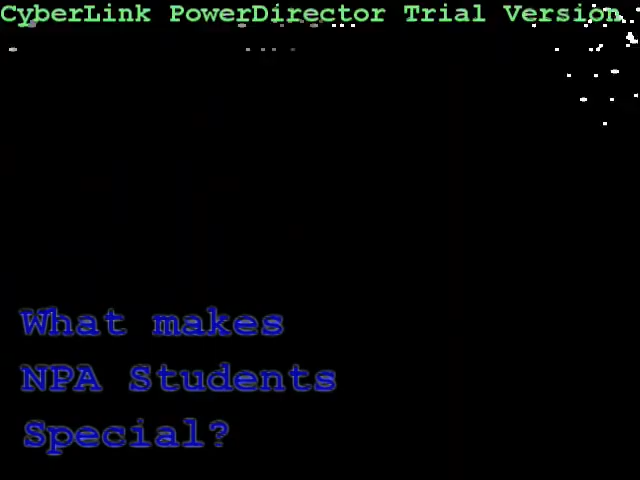 CyberLink PowerDirector Trial Version
What makes
NPA Students
Special?